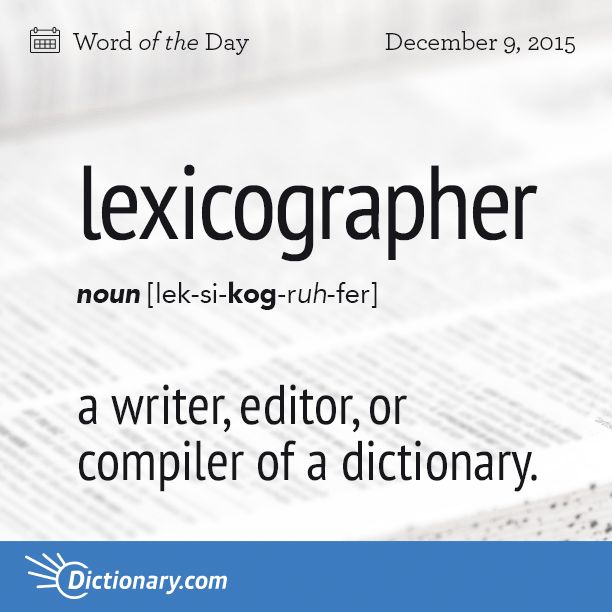 Word of the Day
December 9, 2015
lexicographer
noun [lek-si-kog-ruh-fer]
a writer, editor, or
compiler of a dictionary.
Dictionary.com